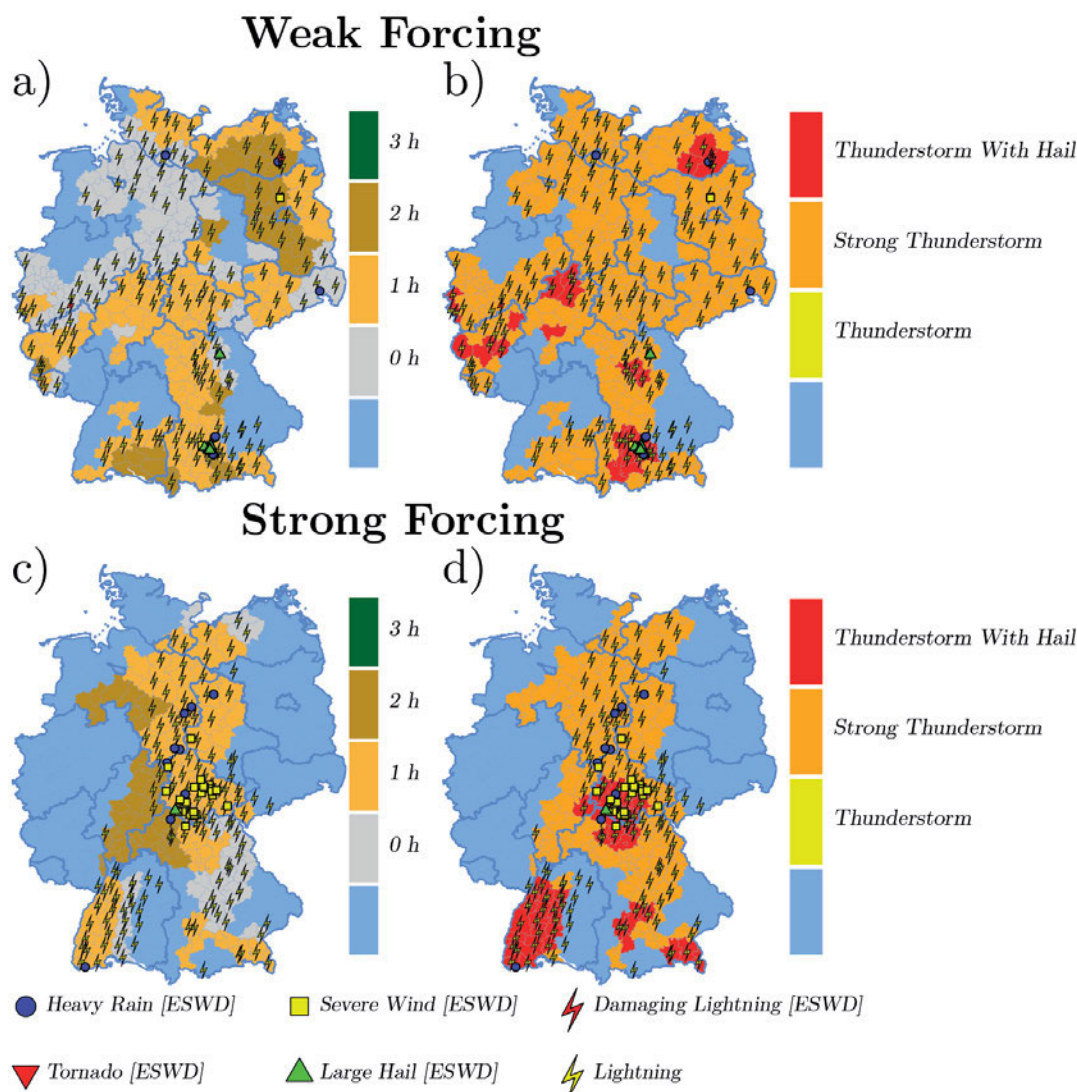 Weak Forcing
a)
b)
3 h
2 h
1 h
0 h
Thunderstorm With Hail
Strong Thunderstorm
Thunderstorm
Strong Forcing
c)
d)
3 h
2 h
1 h
0 h
Thunderstorm With Hail
Strong Thunderstorm
Thunderstorm
Heavy Rain [ESWD] Severe Wind [ESWD] Damaging Lightning [ESWD]
Tornado [ESWD] Large Hail [ESWD] Lightning